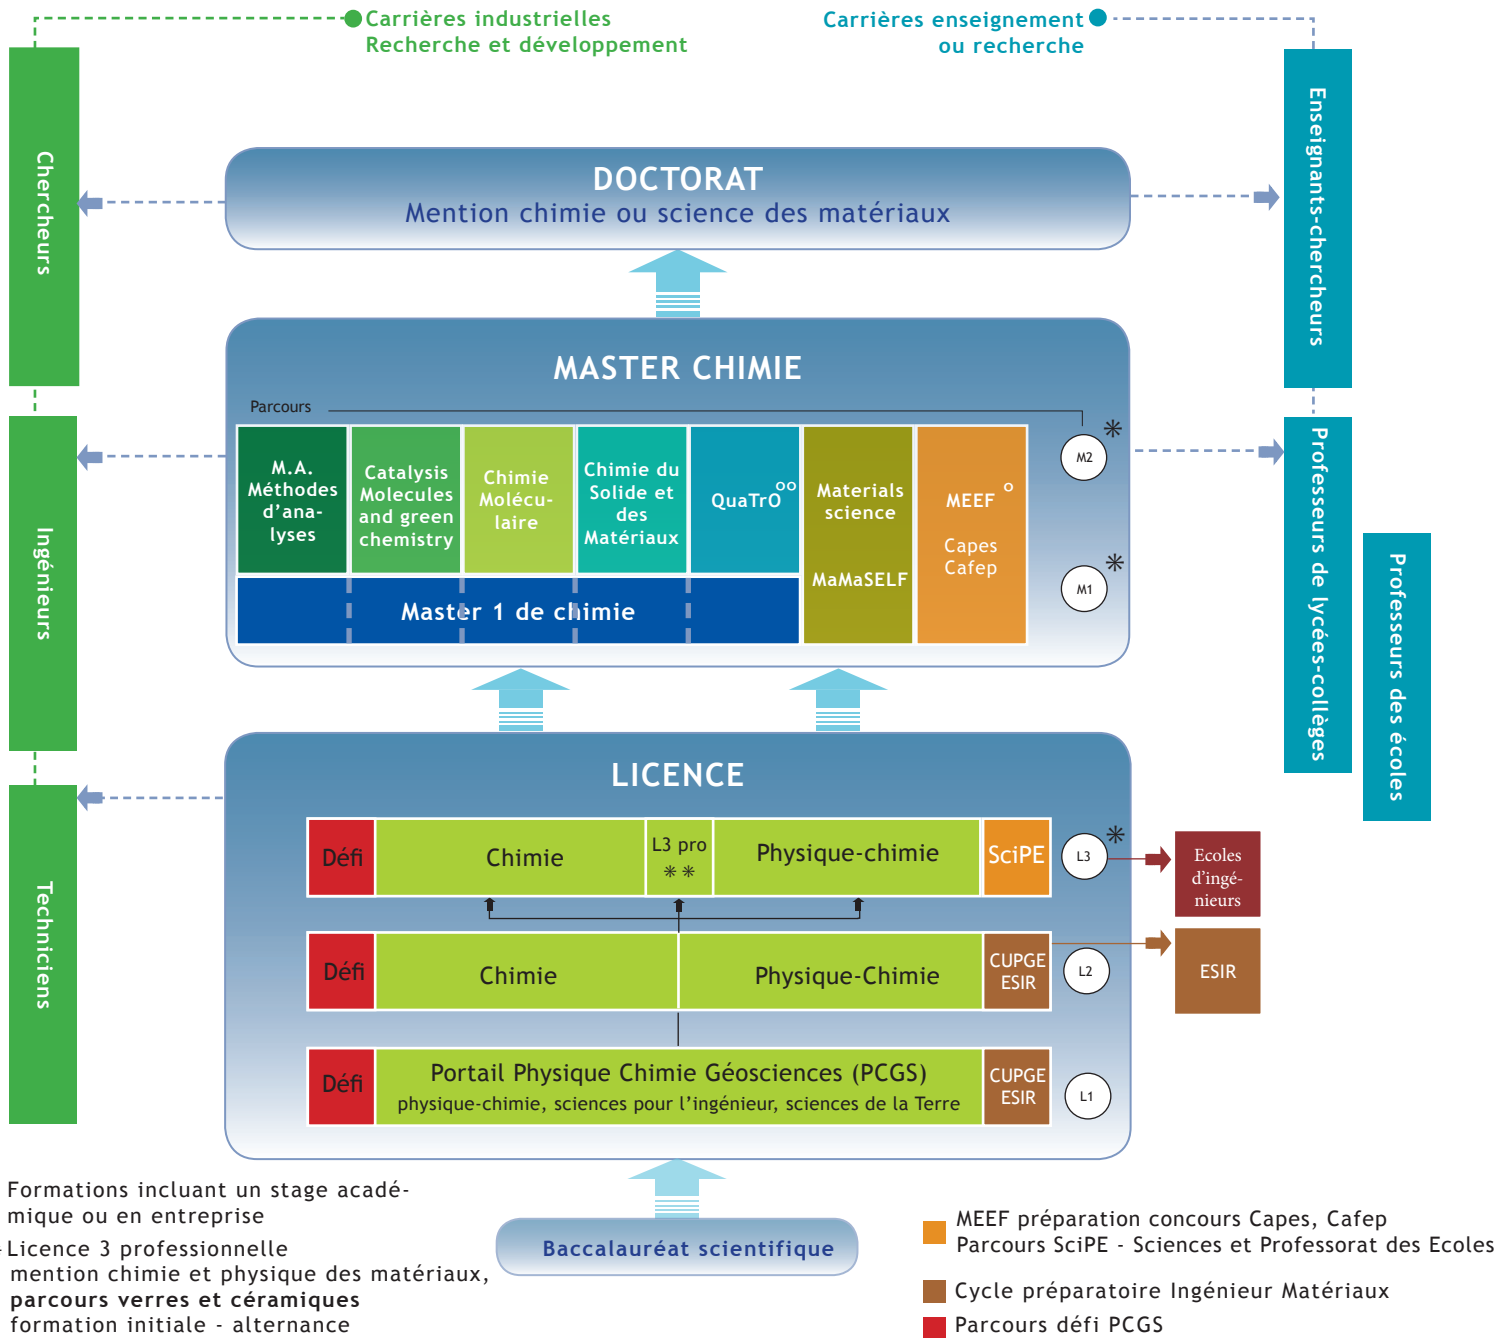 Carrières industrielles
Recherche et développement
Carrières enseignement
ou recherche
Chercheurs
Ingénieurs
Techniciens
Enseignants-chercheurs
Professeurs de lycées-collèges
Professeurs des écoles
DOCTORAT
Mention chimie ou science des matériaux
MASTER CHIMIE
Parcours
M.A.
Méthodes
d’ana-
lyses
Catalysis
Molecules
and green
chemistry
Chimie
Molécu-
laire
Chimie du
Solide et
des
Matériaux
QuaTrO°°
Materials
science
MaMaSELF
MEEF °
Capes
Cafep
M2 *
M1 *
Master 1 de chimie
LICENCE
Défi
Chimie
L3 pro
* *
Physique-chimie
SciPE
L3 *
Ecoles
d’ingé-
nieurs
Défi
Chimie
Physique-Chimie
CUPGE
ESIR
L2
ESIR
Défi
Portail Physique Chimie Géosciences (PCGS)
physique-chimie, sciences pour l’ingénieur, sciences de la Terre
CUPGE
ESIR
L1
Baccalauréat scientifique
Formations incluant un stage acadé-
mique ou en entreprise
Licence 3 professionnelle
mention chimie et physique des matériaux,
parcours verres et céramiques
formation initiale - alternance
MEEF préparation concours Capes, Cafep
Parcours SciPE - Sciences et Professorat des Ecoles
Cycle préparatoire Ingénieur Matériaux
Parcours défi PCGS